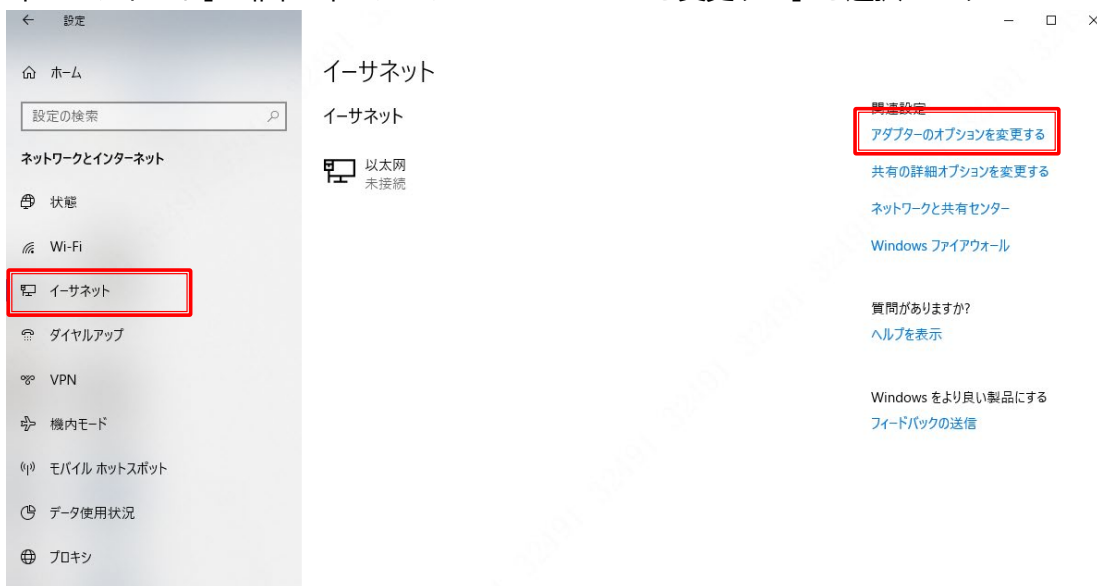 設定
ホーム
設定の検索
ネットワークとインターネット
状態
Wi-Fi
イーサネット
ダイヤルアップ
VPN
機内モード
モバイル ホットスポット
データ使用状況
プロキシ
イーサネット
イーサネット
以太网
未接続
関連設定
アダプターのオプションを変更する
共有の詳細オプションを変更する
ネットワークと共有センター
Windows ファイアウォール
質問がありますか?
ヘルプを表示
Windows をより良い製品にする
フィードバックの送信